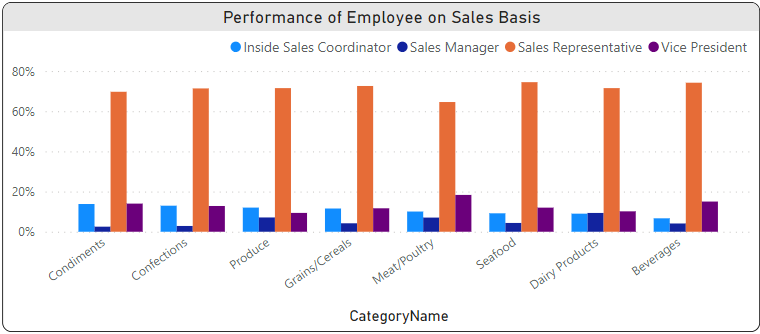 Performance of Employee on Sales Basis
Inside Sales Coordinator Sales Manager Sales Representative Vice President
80%
60%
40%
20%
0%
Condiments Confections Produce Grains/Cereals Meat/Poultry Seafood Dairy Products Beverages
CategoryName